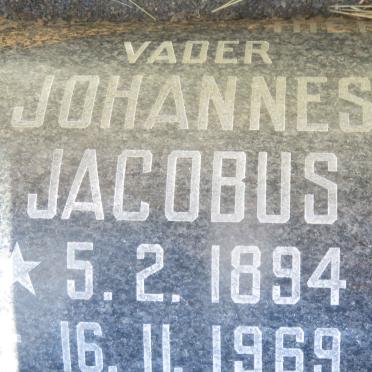 VADER
JOHANNES
JACOBUS
5. 2. 1894
16. 11. 1969